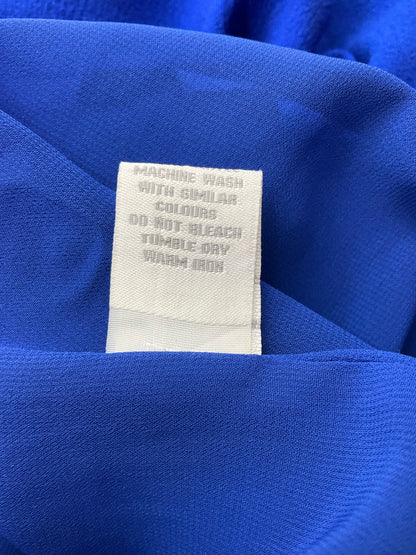 MACHINE WASH
WITH SIMILAR
COLOURS
DO NOT BLEACH
TUMBLE DRY
WARM IRON